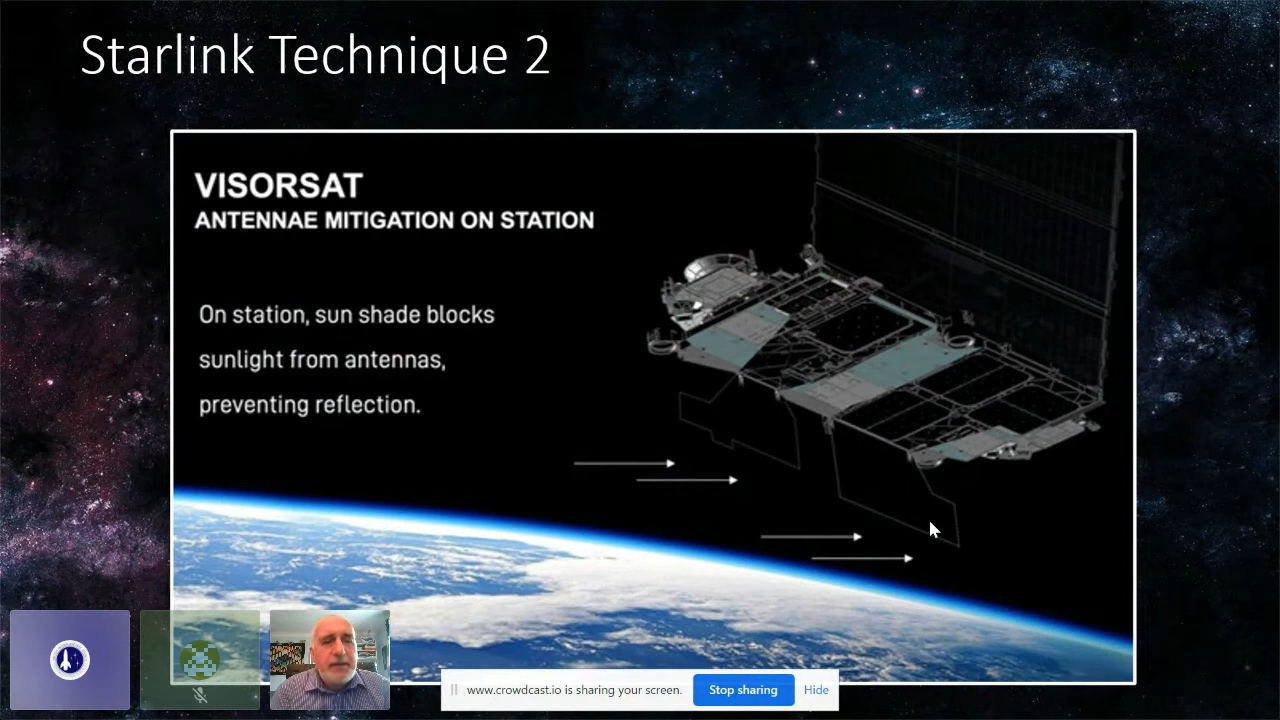 Starlink Technique 2
VISORSAT
ANTENNAE MITIGATION ON STATION
On station, sun shade blocks
sunlight from antennas,
preventing reflection.
www.crowdcast.io is sharing your screen.
Stop sharing
Hide